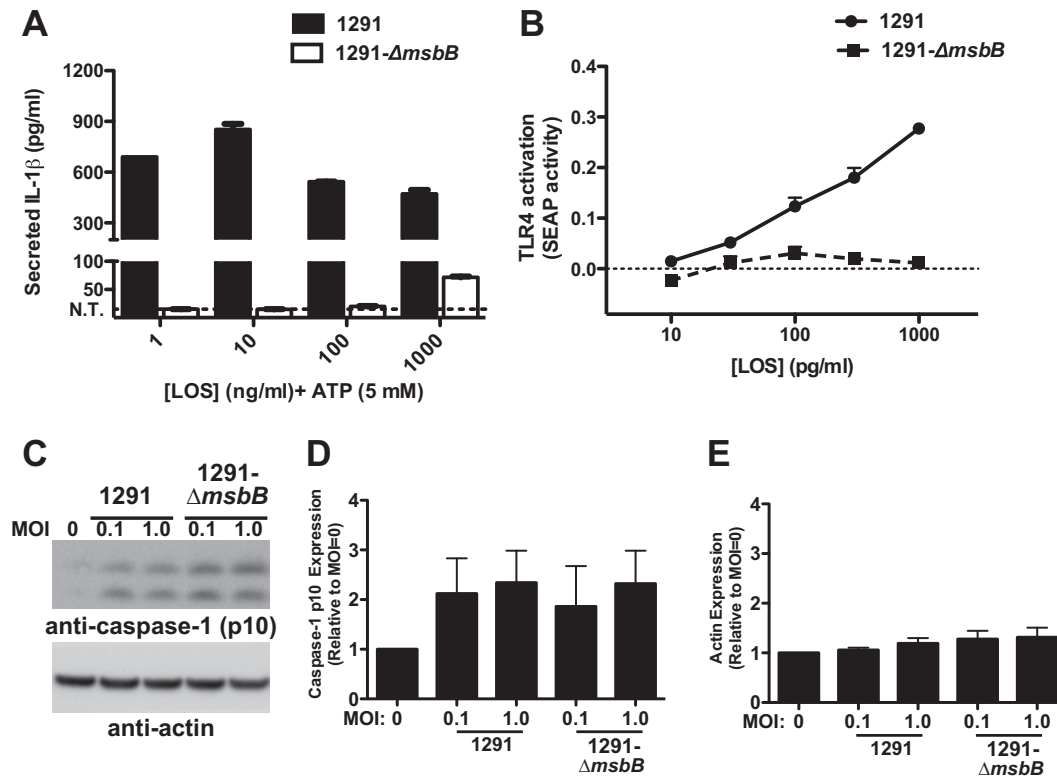 A
1291
1291-ΔmsbB
Secreted IL-1β (pg/ml)
1200
900
600
300
100
50
N.T.
1
10
100
1000
[LOS] (ng/ml)+ ATP (5 mM)
B
1291
1291-ΔmsbB
TLR4 activation
(SEAP activity)
0.4
0.3
0.2
0.1
0.0
10
100
1000
[LOS] (pg/ml)
C
1291
1291-
ΔmsbB
MOI 0 0.1 1.0 0.1 1.0
anti-caspase-1 (p10)
anti-actin
D
Caspase-1 p10 Expression
(Relative to MOI=0)
4
3
2
1
0
MOI: 0 0.1 1.0 0.1 1.0
1291
1291-
ΔmsbB
E
Actin Expression
(Relative to MOI=0)
4
3
2
1
0
MOI: 0 0.1 1.0 0.1 1.0
1291
1291-
ΔmsbB